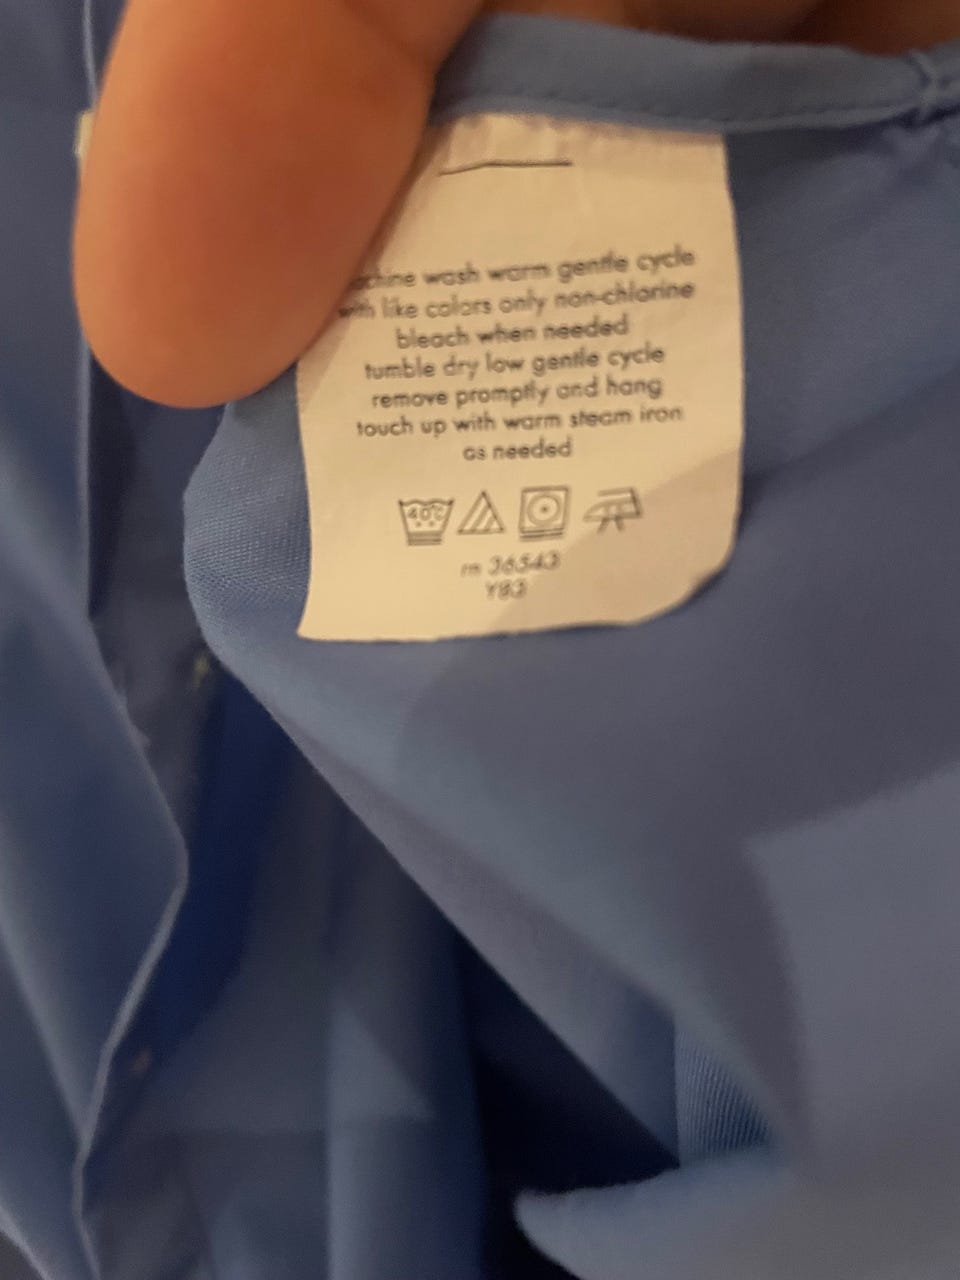 wash warm gentle cycle
with like colors only non-chlorine
bleach when needed
tumble dry low gentle cycle
remove promptly and hang
touch up with warm steam iron
as needed
40°C
rn 36543
Y83